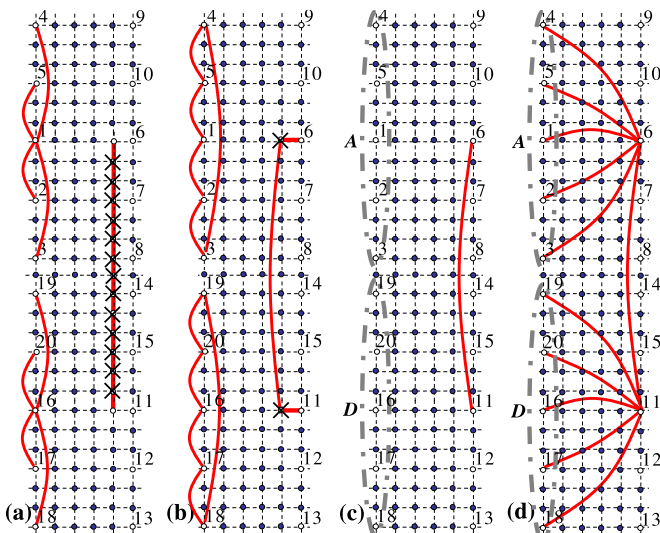 4 9 4 9 4 9 4 9
5 10 5 10 5 10 5 10
1 6 1 6 A 1 6 A 1 6
2 7 2 7 2 7 2 7
3 8 3 8 3 8 3 8
19 14 19 14 19 14 19 14
20 15 20 15 20 15 20 15
16 11 16 11 D 16 11 D 16 11
17 12 17 12 17 12 17 12
(a) 18 13 (b) 18 13 (c) 18 13 (d) 18 13